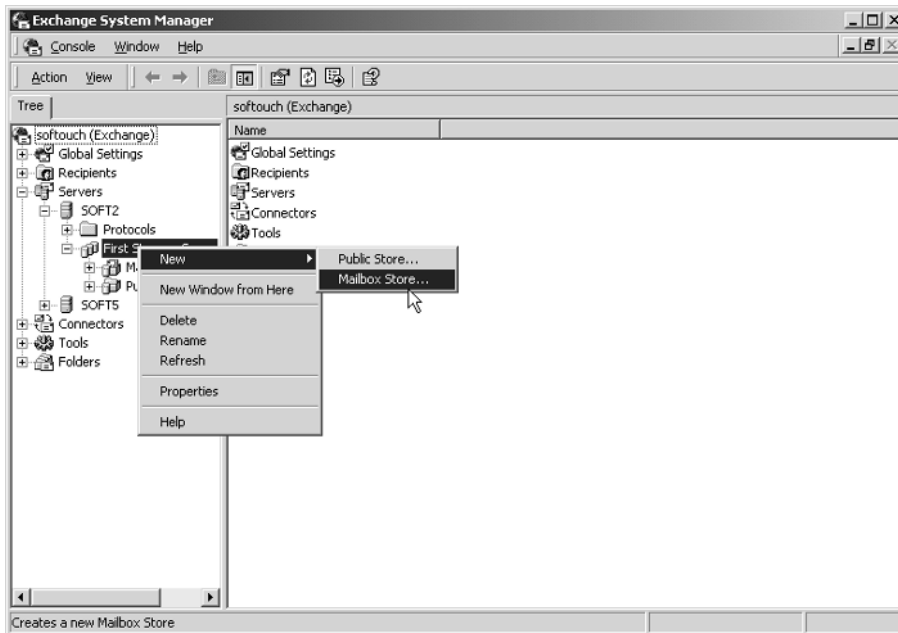 Exchange System Manager
Console Window Help
Action View
Tree
softouch (Exchange)
softouch (Exchange)
Global Settings
Recipients
Servers
SOFT2
Protocols
First
SOFT5
Connectors
Tools
Folders
Name
Global Settings
Recipients
Servers
Connectors
Tools
New
New Window from Here
Delete
Rename
Refresh
Properties
Help
Public Store...
Mailbox Store...
Creates a new Mailbox Store